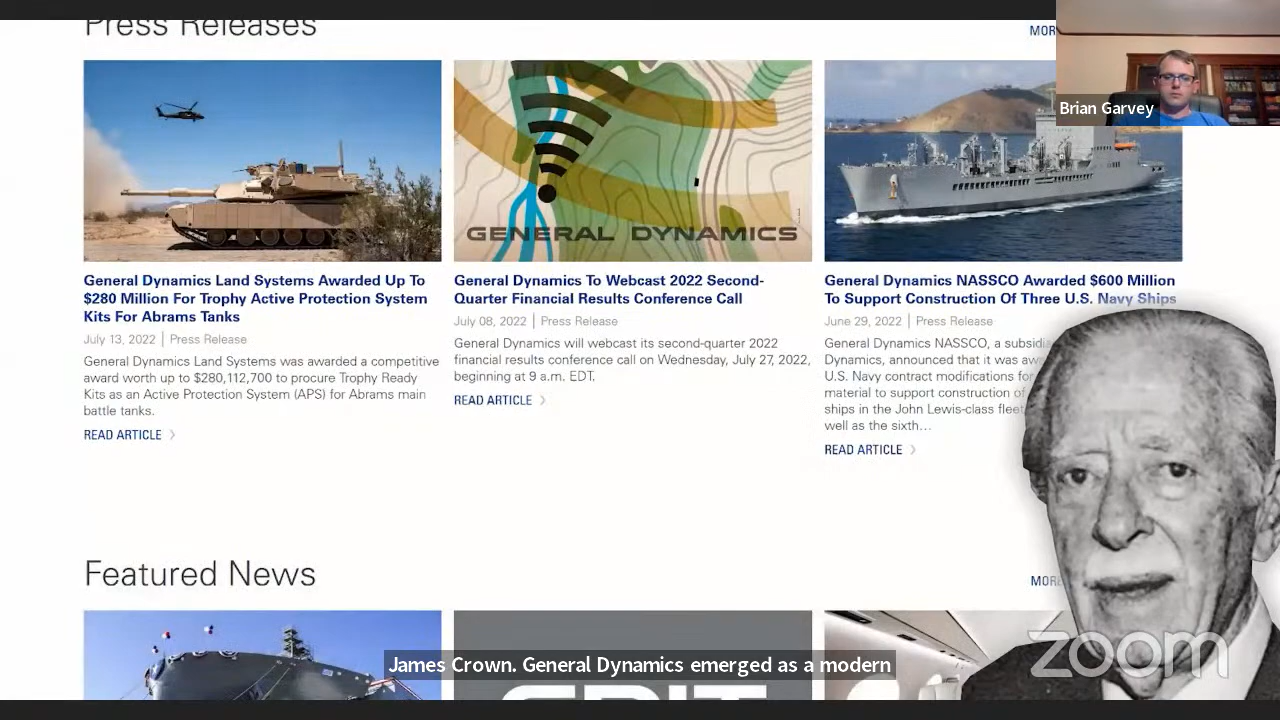 Press Releases
MOR
Brian Garvey
GENERAL DYNAMICS
General Dynamics Land Systems Awarded Up To
$280 Million For Trophy Active Protection System
Kits For Abrams Tanks
July 13, 2022 | Press Release
General Dynamics Land Systems was awarded a competitive
award worth up to $280,112,700 to procure Trophy Ready
Kits as an Active Protection System (APS) for Abrams main
battle tanks.
READ ARTICLE >
General Dynamics To Webcast 2022 Second-
Quarter Financial Results Conference Call
July 08, 2022 | Press Release
General Dynamics will webcast its second-quarter 2022
financial results conference call on Wednesday, July 27, 2022,
beginning at 9 a.m. EDT.
READ ARTICLE >
General Dynamics NASSCO Awarded $600 Million
To Support Construction Of Three U.S. Navy Ships
June 29, 2022 | Press Release
General Dynamics NASSCO, a subsidia
Dynamics, announced that it was aw
U.S. Navy contract modifications for
material to support construction of
ships in the John Lewis-class fleet
well as the sixth...
READ ARTICLE >
Featured News
MORE
James Crown. General Dynamics emerged as a modern
zoom